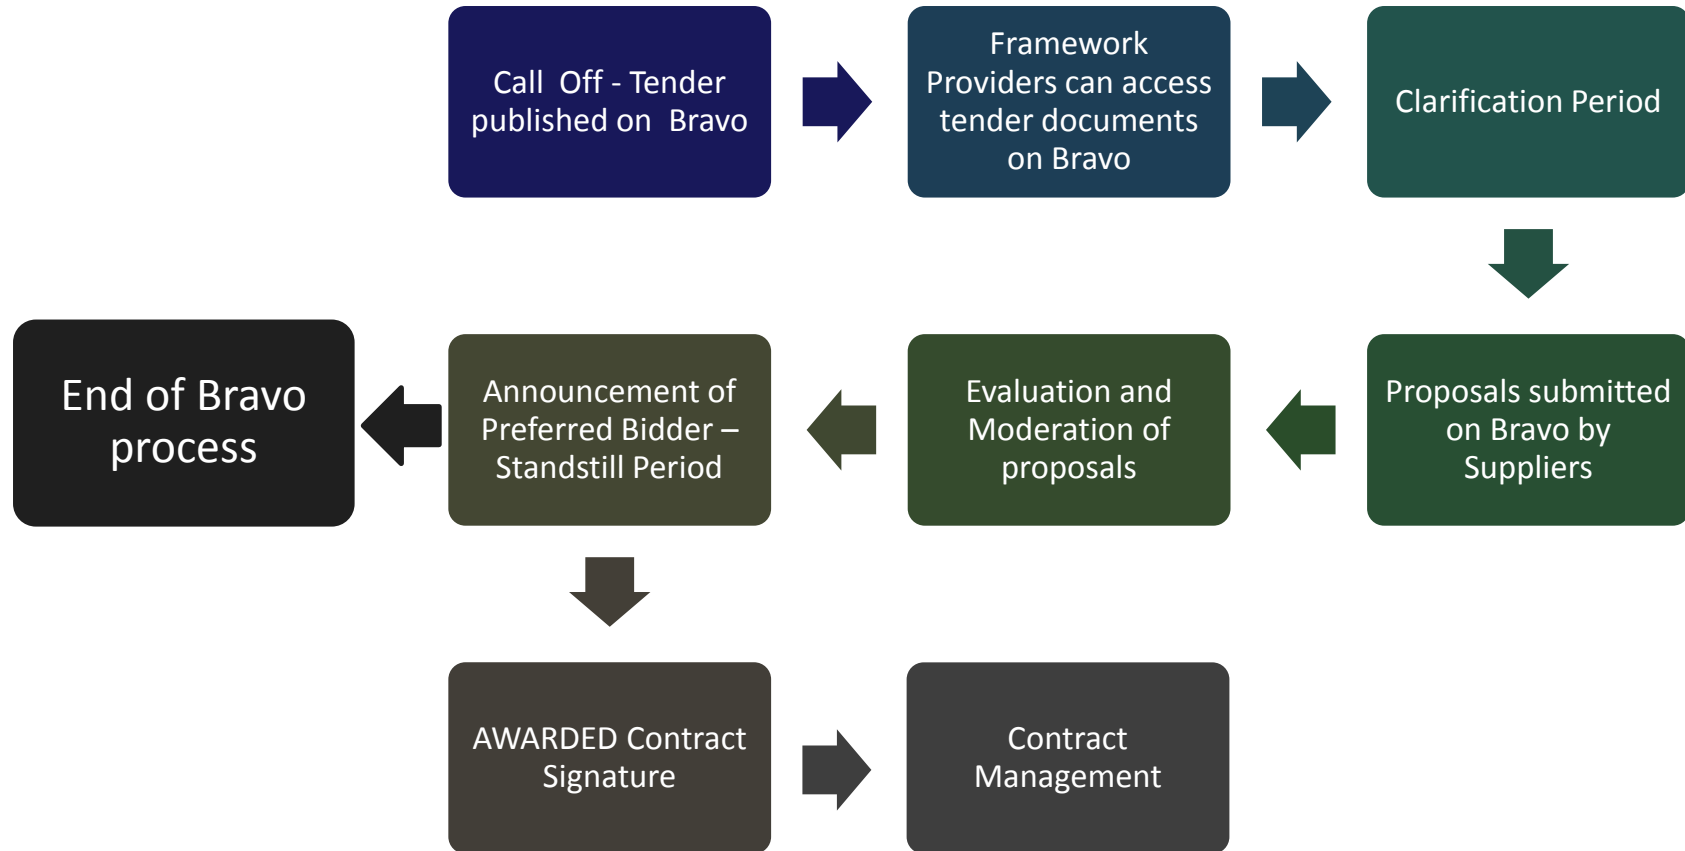 Call Off - Tender
published on Bravo
Framework
Providers can access
tender documents
on Bravo
Clarification Period
Proposals submitted
on Bravo by
Suppliers
Evaluation and
Moderation of
proposals
Announcement of
Preferred Bidder –
Standstill Period
End of Bravo
process
AWARDED Contract
Signature
Contract
Management